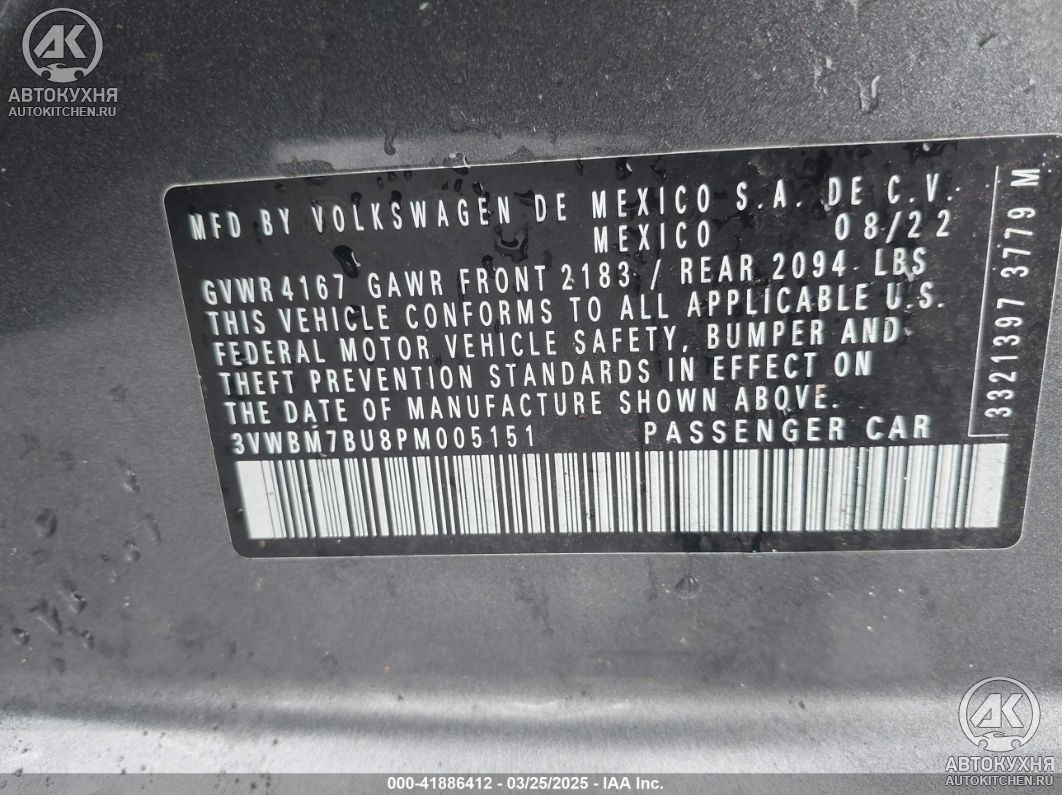 АК
АВТОКУХНЯ
AUTOKITCHEN.RU
MFD BY VOLKSWAGEN DE MEXICO S.A. DE C.V.
MEXICO 08/22
GVWR 4167 GAWR FRONT 2183 / REAR 2094 LBS
THIS VEHICLE CONFORMS TO ALL APPLICABLE U.S.
FEDERAL MOTOR VEHICLE SAFETY, BUMPER AND
THEFT PREVENTION STANDARDS IN EFFECT ON
THE DATE OF MANUFACTURE SHOWN ABOVE.
3VWBM7BU8PM005151 PASSENGER CAR
3321397 3779 M
АК
АВТОКУХНЯ
AUTOKITCHEN.RU
000-41886412 - 03/25/2025 - IAA Inc.